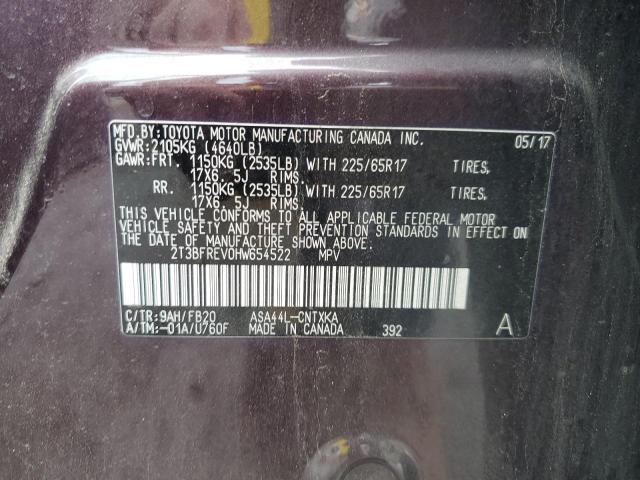 MFD.BY:TOYOTA MOTOR MANUFACTURING CANADA INC. 05/17
GVWR:2105KG (4640LB)
GAWR:FRT. 1150KG (2535LB) WITH 225/65R17 TIRES,
17X6. 5J RIMS.
RR. 1150KG (2535LB) WITH 225/65R17 TIRES,
17X6. 5J RIMS.
THIS VEHICLE CONFORMS TO ALL APPLICABLE FEDERAL MOTOR
VEHICLE SAFETY AND THEFT PREVENTION STANDARDS IN EFFECT ON
THE DATE OF MANUFACTURE SHOWN ABOVE.
2T3BFREV0HW654522 MPV
C/TR:9AH/FB20 ASA44L-CNTXKA
A/TM:-01A/U760F MADE IN CANADA 392 A